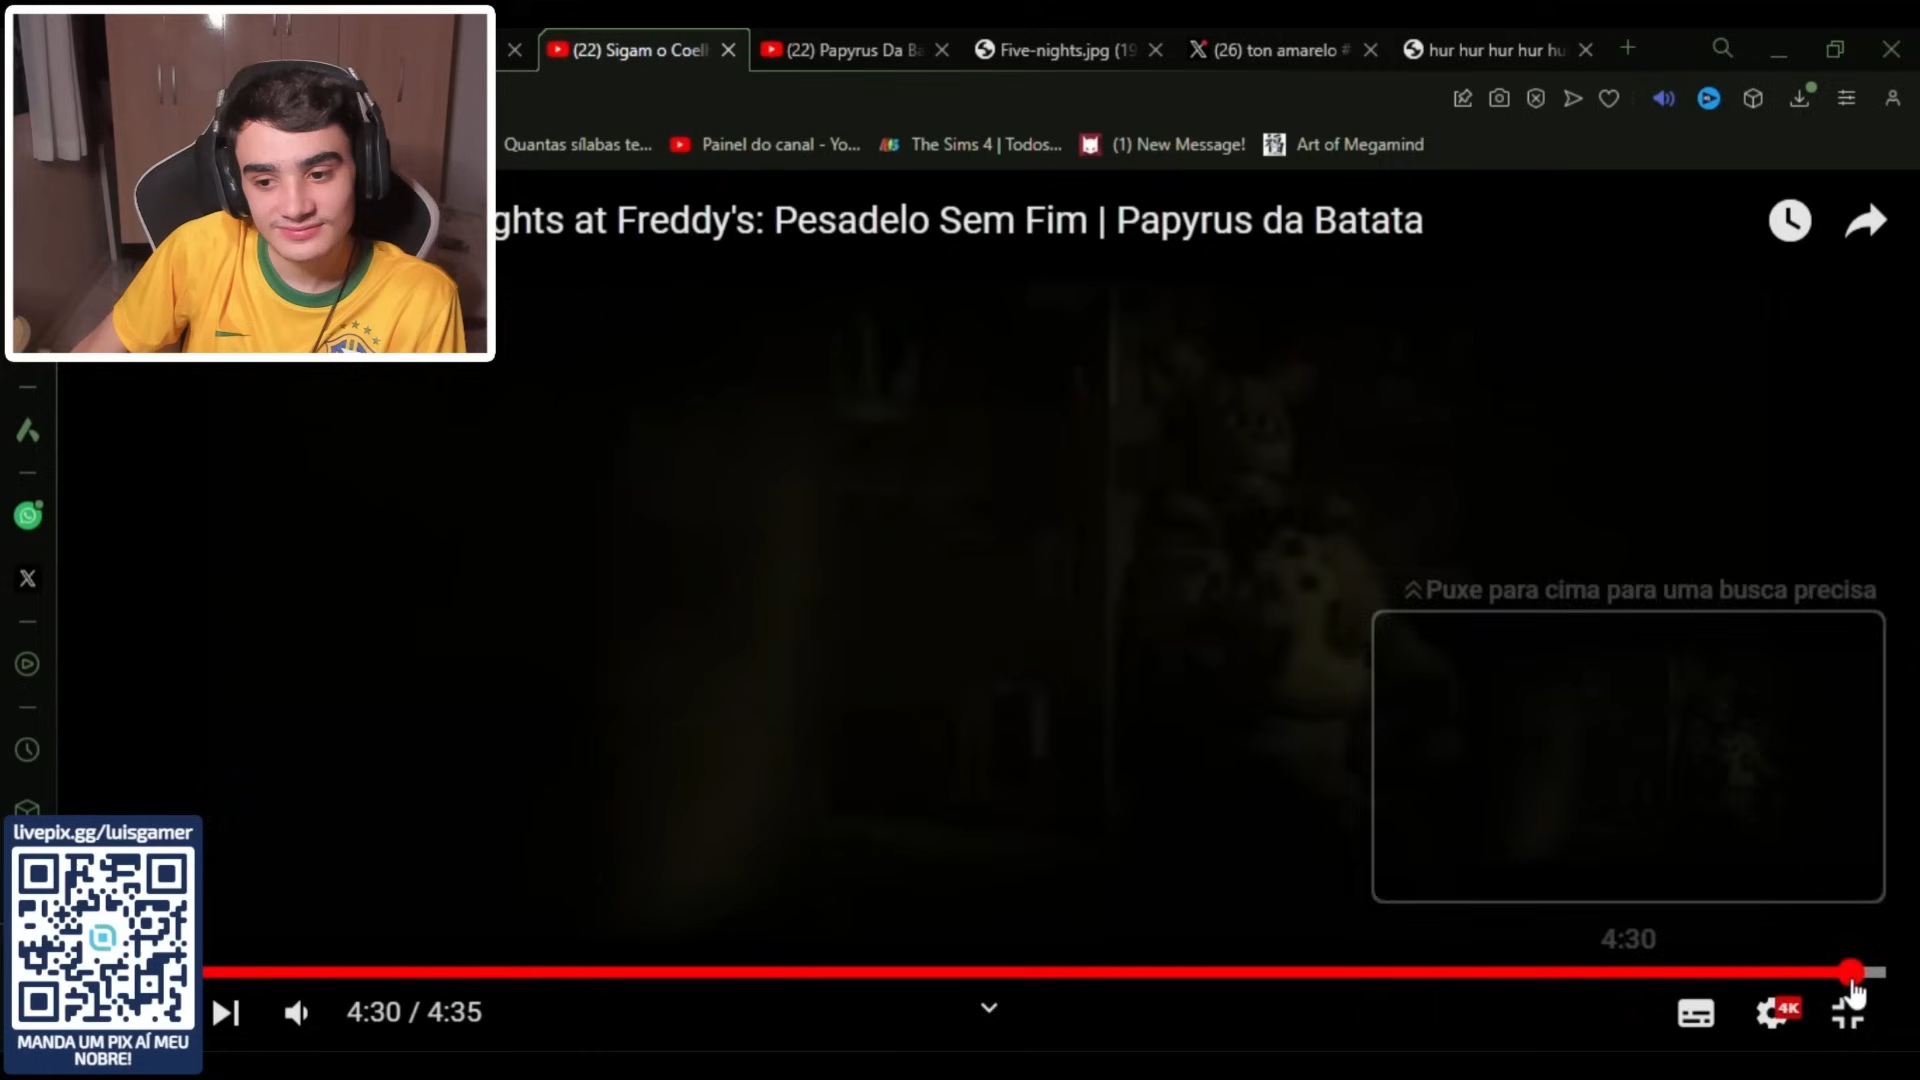 (22) Sigam o Coel
(22) Papyrus Da Ba
Five-nights.jpg (19
(26) ton amarelo #
hur hur hur hur hu
Quantas sílabas te...
Painel do canal - Yo...
The Sims 4 | Todos...
(1) New Message!
Art of Megamind
ghts at Freddy's: Pesadelo Sem Fim | Papyrus da Batata
Puxe para cima para uma busca precisa
4:30
4:30 / 4:35
4K
livepix.gg/luisgamer
MANDA UM PIX AÍ MEU
NOBRE!